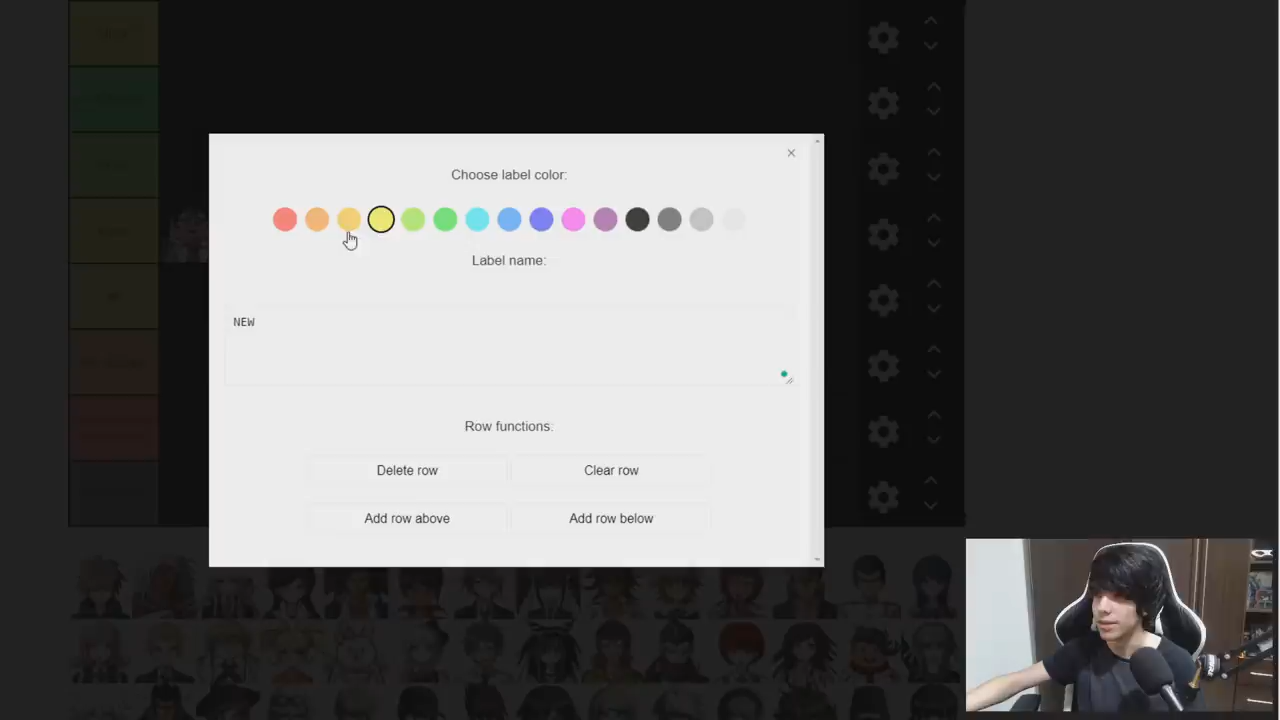 Choose label color:
Label name:
NEW
Row functions:
Delete row
Clear row
Add row above
Add row below